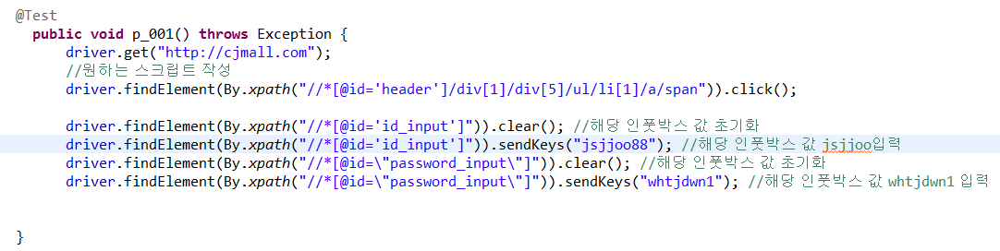 @Test
public void p_001() throws Exception {
driver.get("http://cjmall.com");
//원하는 스크립트 작성
driver.findElement(By.xpath("//*[@id='header']/div[1]/div[5]/ul/li[1]/a/span")).click();
driver.findElement(By.xpath("//*[@id='id_input']")).clear(); //해당 인풋박스 값 초기화
driver.findElement(By.xpath("//*[@id='id_input']")).sendKeys("jsjjoo88"); //해당 인풋박스 값 jsjjoo입력
driver.findElement(By.xpath("//*[@id=\"password_input\"]")).clear(); //해당 인풋박스 값 초기화
driver.findElement(By.xpath("//*[@id=\"password_input\"]")).sendKeys("whtjdwn1"); //해당 인풋박스 값 whtjdwn1 입력
}